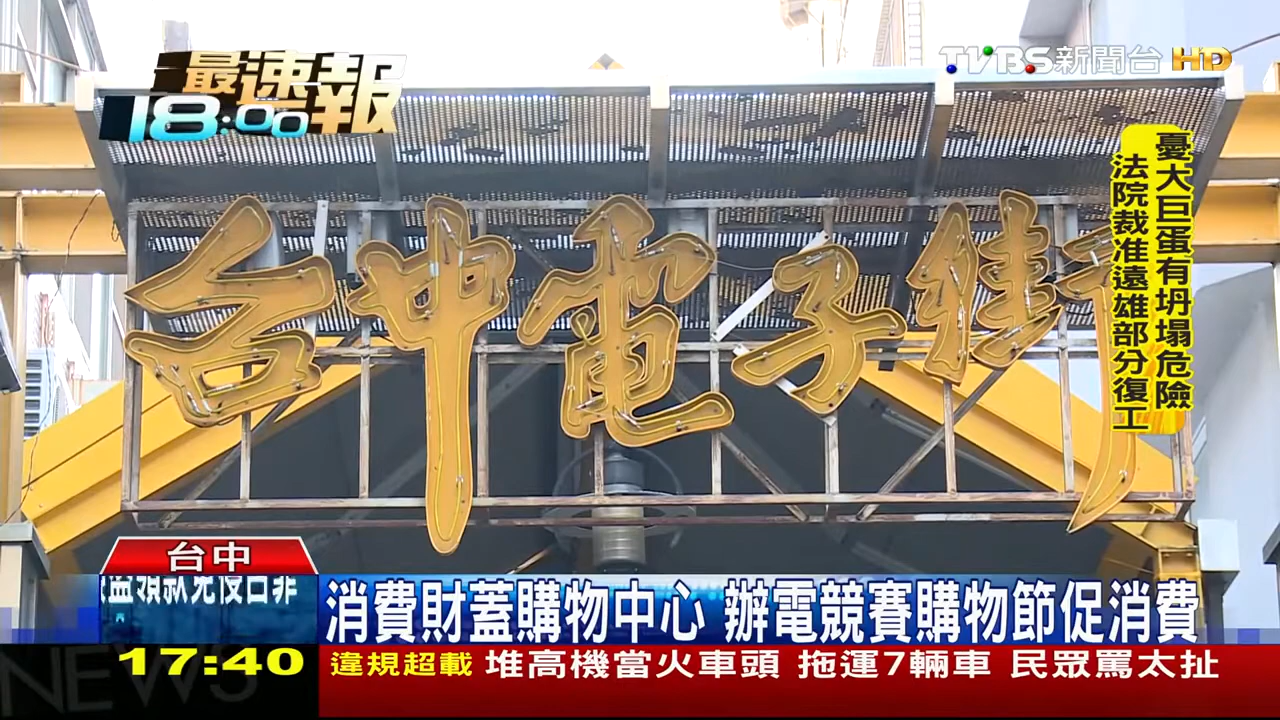 最速報
18:00
TVBS新聞台 HD
憂大巨蛋有坍塌危險
法院裁准遠雄部分復工
台中電子街
台中
消費財蓋購物中心 辦電競賽購物節促消費
17:40
違規超載 堆高機當火車頭 拖運7輛車 民眾罵太扯
NEWS